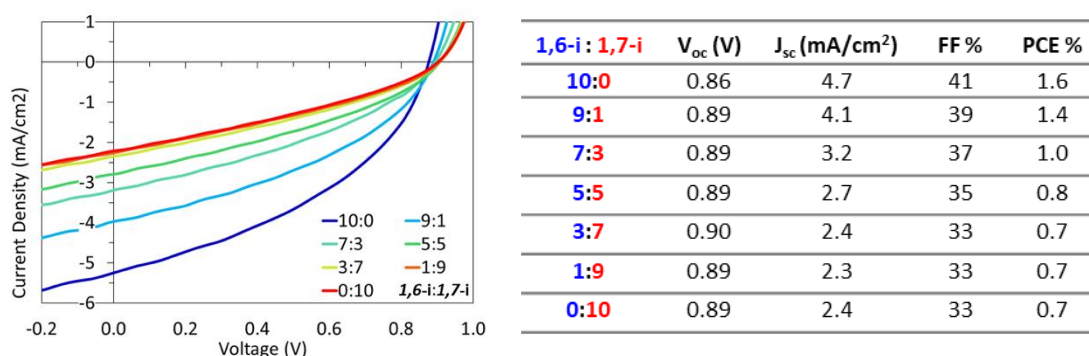 Current Density (mA/cm2)
1
0
-1
-2
-3
-4
-5
-6
-0.2 0.0 0.2 0.4 0.6 0.8 1.0
Voltage (V)
10:0 9:1
7:3 5:5
3:7 1:9
0:10 1,6-i:1,7-i
1,6-i : 1,7-i Voc (V) Jsc (mA/cm²) FF % PCE %
10:0 0.86 4.7 41 1.6
9:1 0.89 4.1 39 1.4
7:3 0.89 3.2 37 1.0
5:5 0.89 2.7 35 0.8
3:7 0.90 2.4 33 0.7
1:9 0.89 2.3 33 0.7
0:10 0.89 2.4 33 0.7